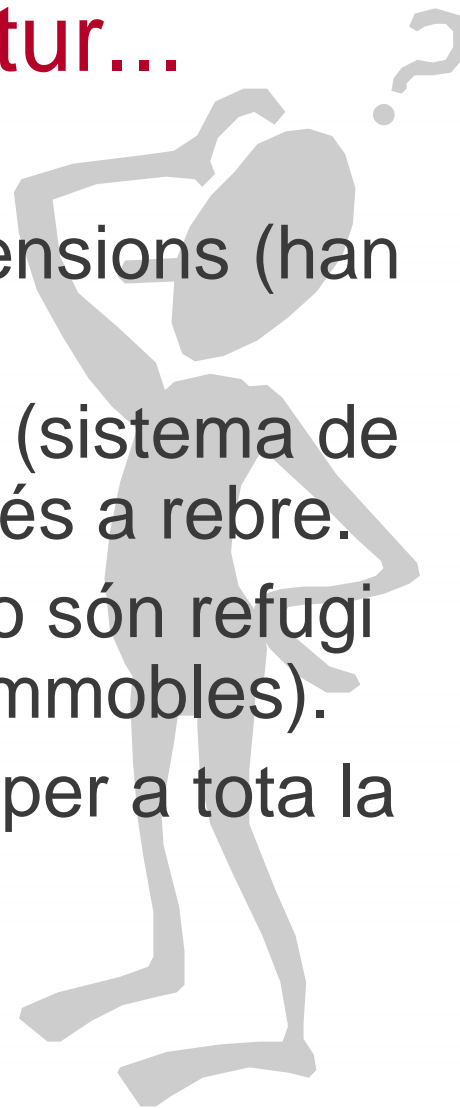 tur...
?
ensions (han
(sistema de
és a rebre.
o són refugi
mmobles).
per a tota la